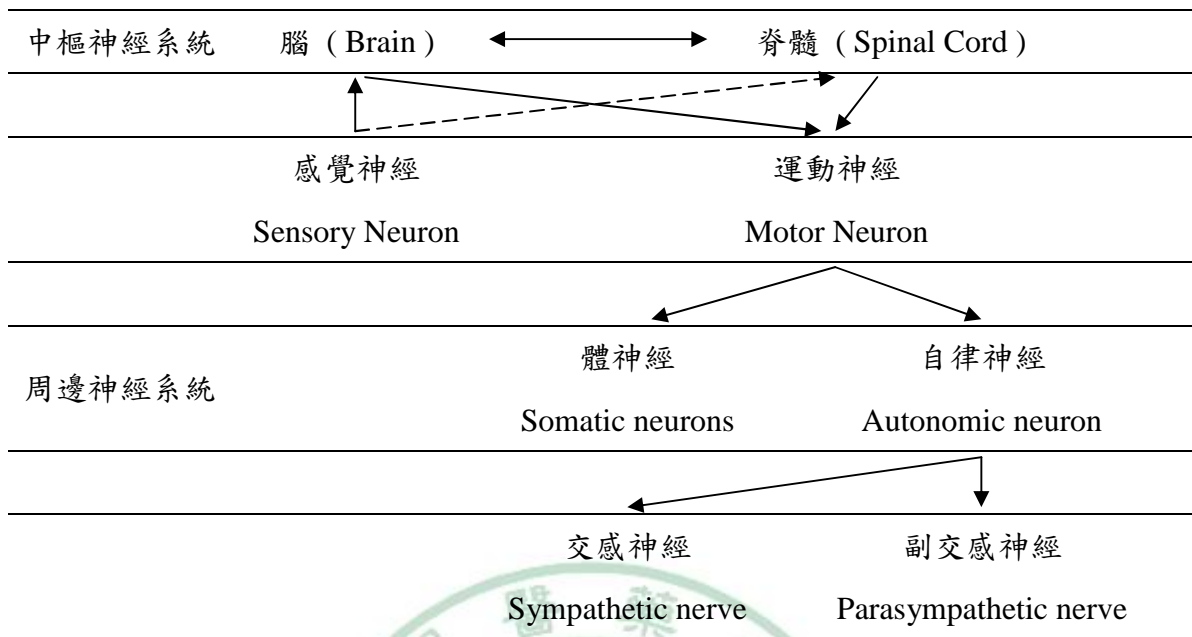 中樞神經系統 腦 ( Brain ) 脊髓 ( Spinal Cord )
感覺神經 運動神經
Sensory Neuron Motor Neuron
體神經 自律神經
周邊神經系統
Somatic neurons Autonomic neuron
交感神經 副交感神經
醫 藥
Sympathetic nerve Parasympathetic nerve